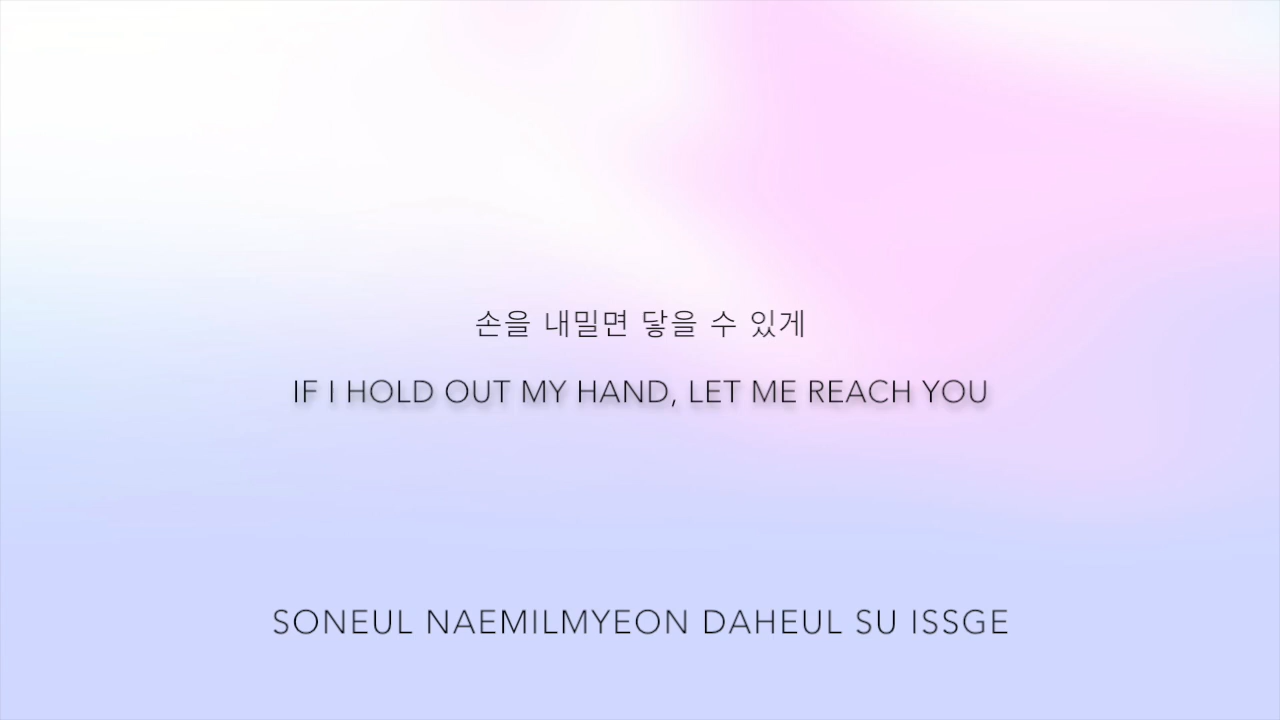 손을 내밀면 닿을 수 있게
IF I HOLD OUT MY HAND, LET ME REACH YOU
SONEUL NAEMILMYEON DAHEUL SU ISSGE